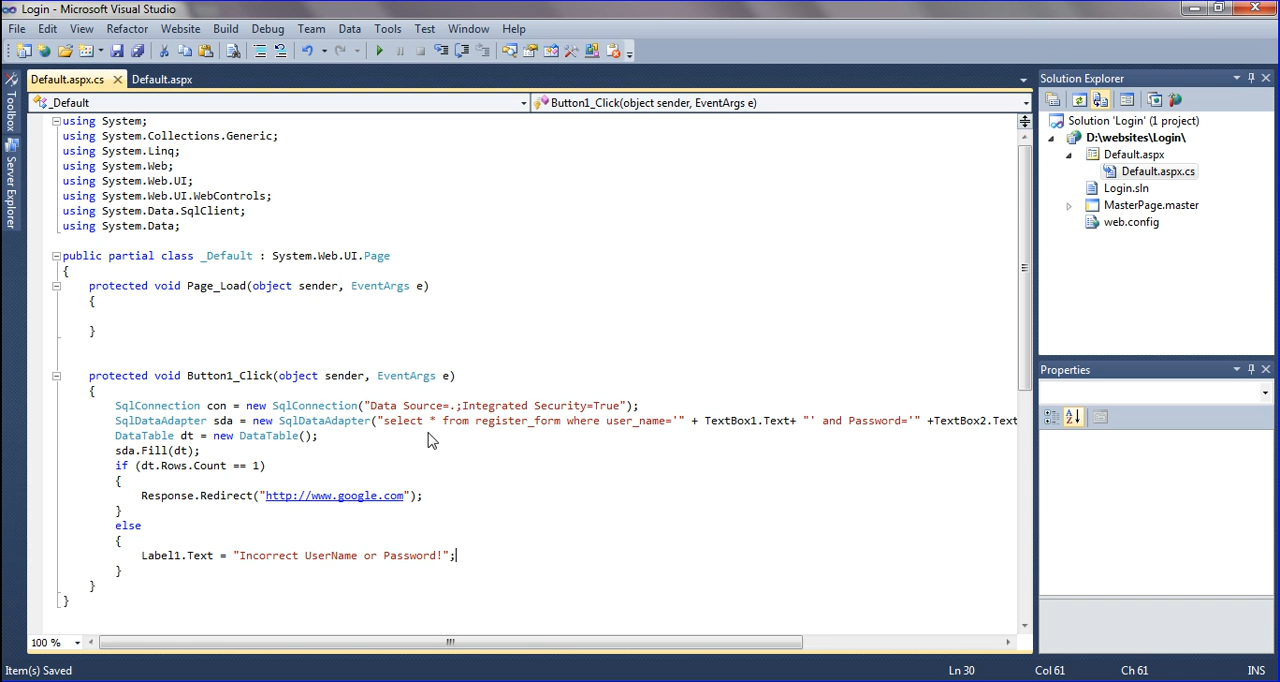 Login - Microsoft Visual Studio
File Edit View Refactor Website Build Debug Team Data Tools Test Window Help
Default.aspx.cs Default.aspx
_Default Button1_Click(object sender, EventArgs e)
Toolbox
Server Explorer
using System;
using System.Collections.Generic;
using System.Linq;
using System.Web;
using System.Web.UI;
using System.Web.UI.WebControls;
using System.Data.SqlClient;
using System.Data;
public partial class _Default : System.Web.UI.Page
{
protected void Page_Load(object sender, EventArgs e)
{
}
protected void Button1_Click(object sender, EventArgs e)
{
SqlConnection con = new SqlConnection("Data Source=.;Integrated Security=True");
SqlDataAdapter sda = new SqlDataAdapter("select * from register_form where user_name='" + TextBox1.Text+ "' and Password='" +TextBox2.Text
DataTable dt = new DataTable();
sda.Fill(dt);
if (dt.Rows.Count == 1)
{
Response.Redirect("http://www.google.com");
}
else
{
Label1.Text = "Incorrect UserName or Password!";
}
}
}
100 %
Solution Explorer
Solution 'Login' (1 project)
D:\websites\Login\
Default.aspx
Default.aspx.cs
Login.sln
MasterPage.master
web.config
Properties
Item(s) Saved Ln 30 Col 61 Ch 61 INS